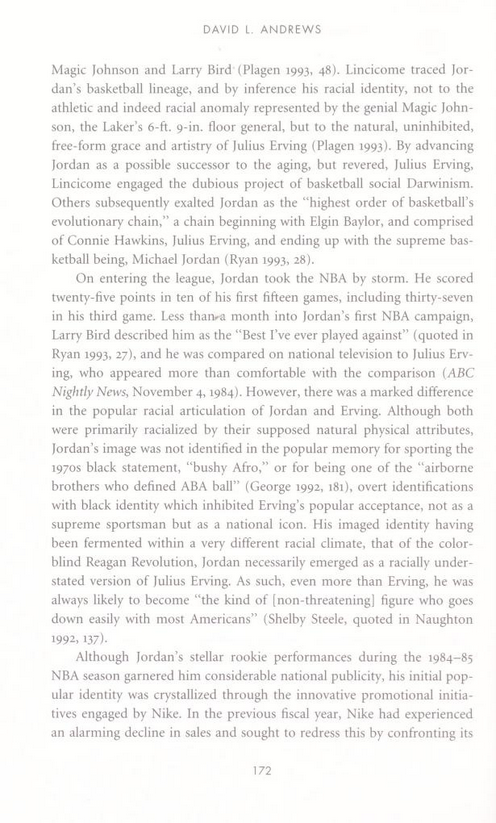 DAVID L. ANDREWS
Magic Johnson and Larry Bird (Plagen 1993, 48). Lincicome traced Jor-
dan's basketball lineage, and by inference his racial identity, not to the
athletic and indeed racial anomaly represented by the genial Magic John-
son, the Laker's 6-ft. 9-in. floor general, but to the natural, uninhibited,
free-form grace and artistry of Julius Erving (Plagen 1993). By advancing
Jordan as a possible successor to the aging, but revered, Julius Erving,
Lincicome engaged the dubious project of basketball social Darwinism.
Others subsequently exalted Jordan as the "highest order of basketball's
evolutionary chain," a chain beginning with Elgin Baylor, and comprised
of Connie Hawkins, Julius Erving, and ending up with the supreme bas-
ketball being, Michael Jordan (Ryan 1993, 28).
On entering the league, Jordan took the NBA by storm. He scored
twenty-five points in ten of his first fifteen games, including thirty-seven
in his third game. Less than a month into Jordan's first NBA campaign,
Larry Bird described him as the "Best I've ever played against" (quoted in
Ryan 1993, 27), and he was compared on national television to Julius Erv-
ing, who appeared more than comfortable with the comparison (ABC
Nightly News, November 4, 1984). However, there was a marked difference
in the popular racial articulation of Jordan and Erving. Although both
were primarily racialized by their supposed natural physical attributes,
Jordan's image was not identified in the popular memory for sporting the
1970s black statement, "bushy Afro," or for being one of the "airborne
brothers who defined ABA ball" (George 1992, 181), overt identifications
with black identity which inhibited Erving's popular acceptance, not as a
supreme sportsman but as a national icon. His imaged identity having
been fermented within a very different racial climate, that of the color-
blind Reagan Revolution, Jordan necessarily emerged as a racially under-
stated version of Julius Erving. As such, even more than Erving, he was
always likely to become "the kind of [non-threatening] figure who goes
down easily with most Americans" (Shelby Steele, quoted in Naughton
1992, 137).
Although Jordan's stellar rookie performances during the 1984–85
NBA season garnered him considerable national publicity, his initial pop-
ular identity was crystallized through the innovative promotional initia-
tives engaged by Nike. In the previous fiscal year, Nike had experienced
an alarming decline in sales and sought to redress this by confronting its
172